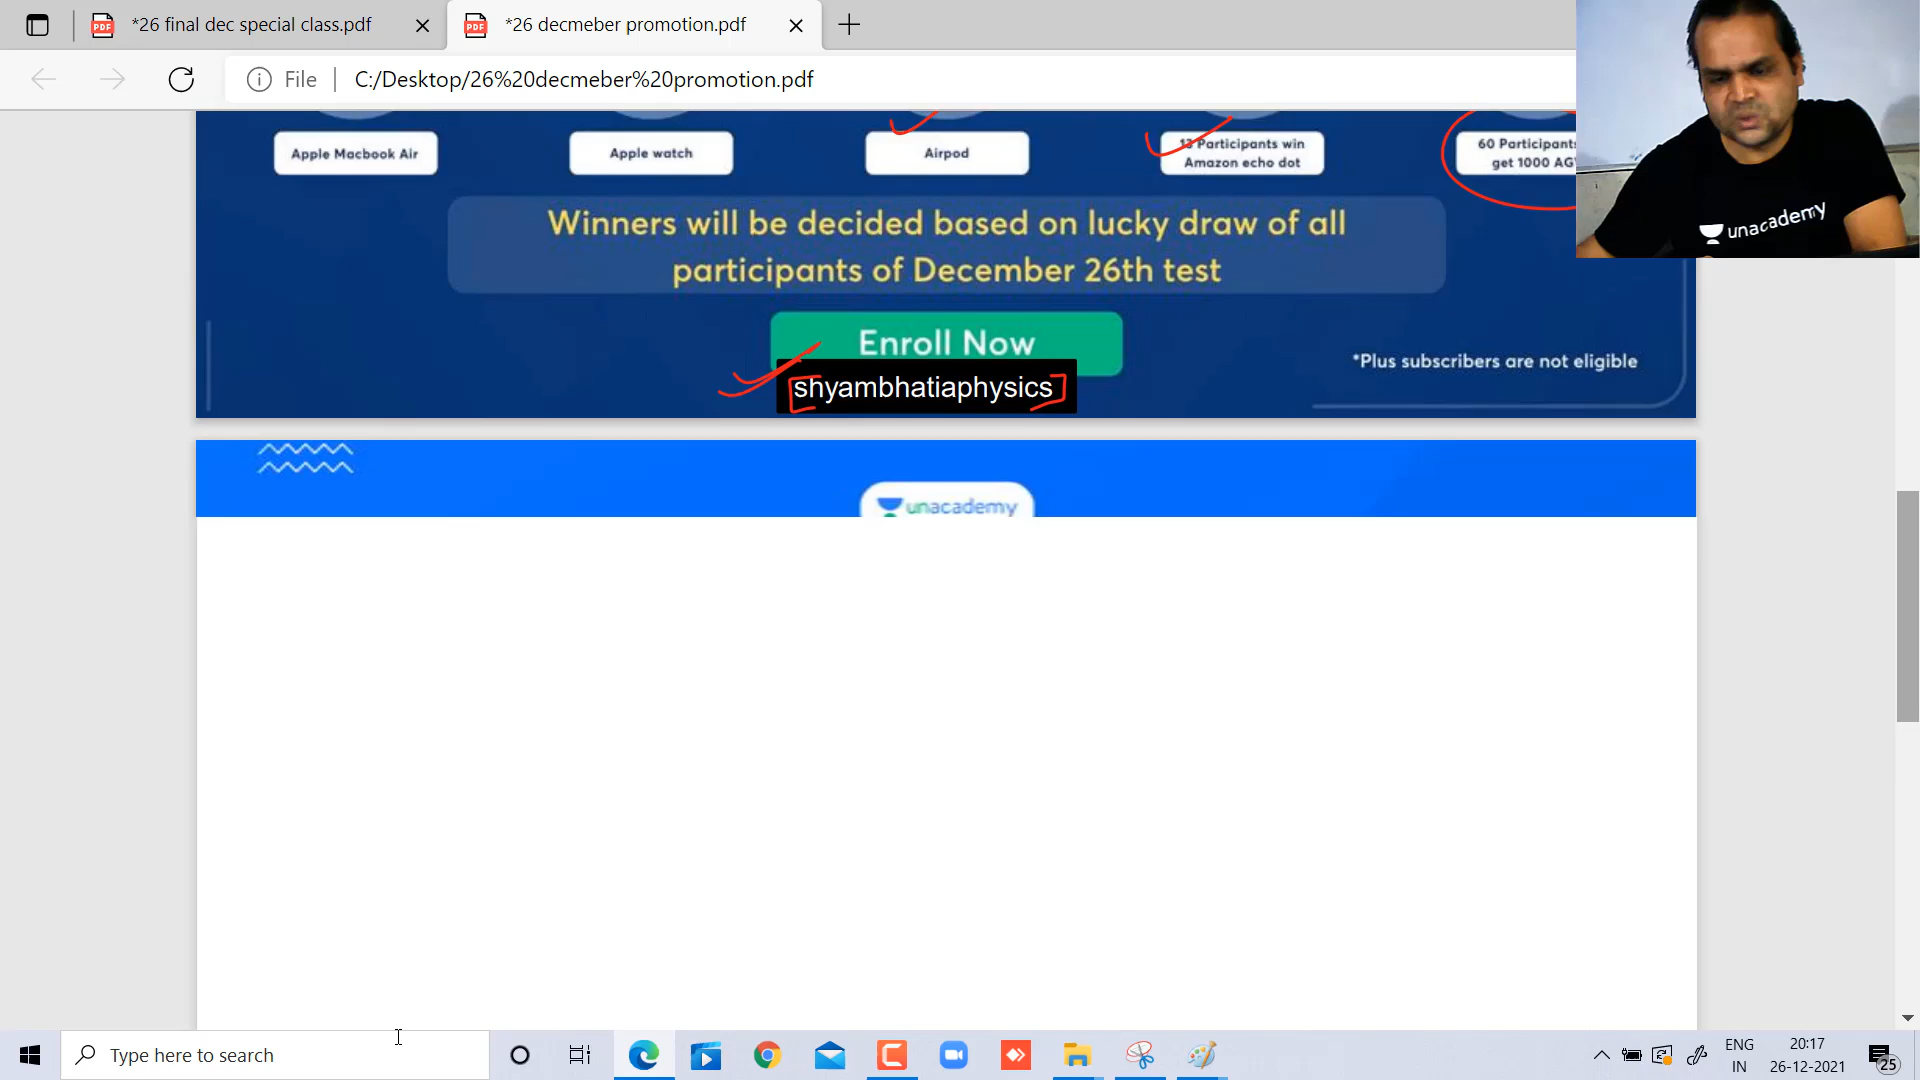 *26 final dec special class.pdf
*26 decmeber promotion.pdf
File
C:/Desktop/26%20decmeber%20promotion.pdf
Apple Macbook Air
Apple watch
Airpod
13 Participants win
Amazon echo dot
60 Participants
get 1000
Winners will be decided based on lucky draw of all
participants of December 26th test
Enroll Now
shyambhatiaphysics
*Plus subscribers are not eligible
unacademy
unacademy
Type here to search
ENG
IN
20:17
26-12-2021
25